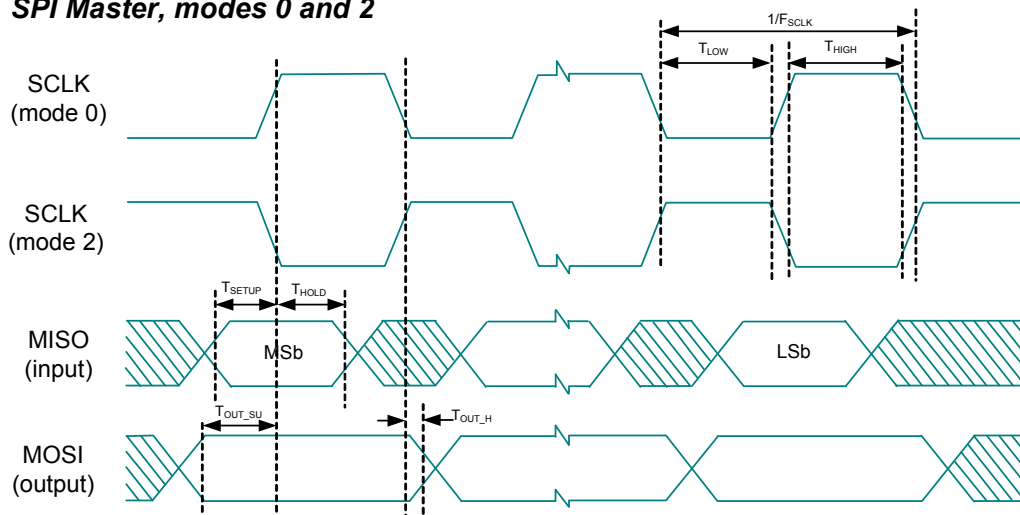 SPI Master, modes 0 and 2
1/FSCLK
TLOW
THIGH
SCLK
(mode 0)
SCLK
(mode 2)
TSETUP
THOLD
MISO
(input)
MSb
LSb
TOUT_SU
TOUT_H
MOSI
(output)